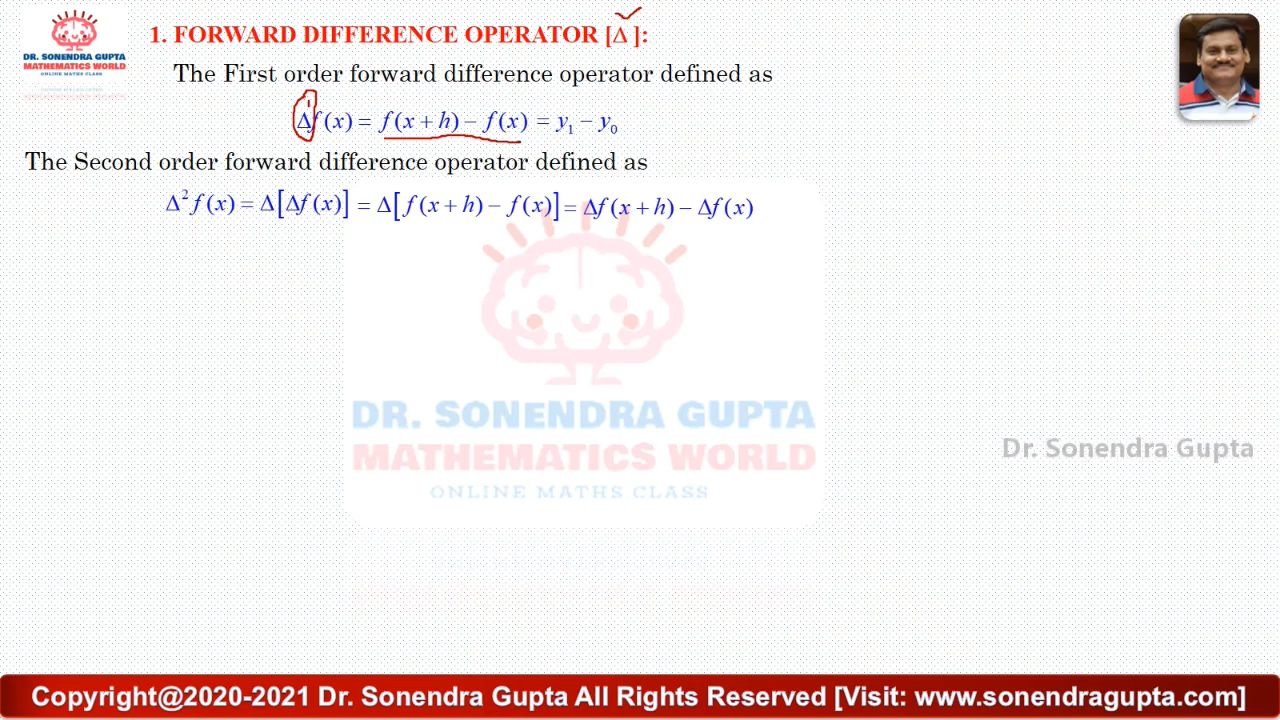 DR. SONENDRA GUPTA
MATHEMATICS WORLD
ONLINE MATHS CLASS
1. FORWARD DIFFERENCE OPERATOR [Δ ]:
The First order forward difference operator defined as
Δf(x) = f(x + h) − f(x) = y₁ − y₀
The Second order forward difference operator defined as
Δ²f(x) = Δ[Δf(x)] = Δ[f(x + h) − f(x)] = Δf(x + h) − Δf(x)
DR. SONENDRA GUPTA
MATHEMATICS WORLD
ONLINE MATHS CLASS
Dr. Sonendra Gupta
Copyright@2020-2021 Dr. Sonendra Gupta All Rights Reserved [Visit: www.sonendragupta.com]